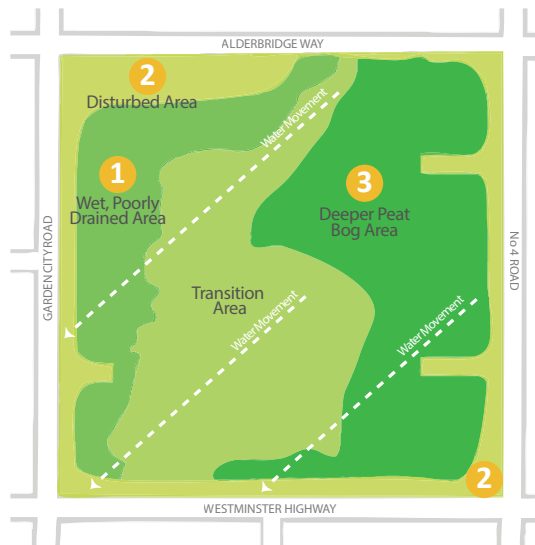 ALDERBRIDGE WAY
2
Disturbed Area
Water Movement
1
Wet, Poorly
Drained Area
3
Deeper Peat
Bog Area
GARDEN CITY ROAD
No 4 ROAD
Transition
Area
Water Movement
Water Movement
2
WESTMINSTER HIGHWAY